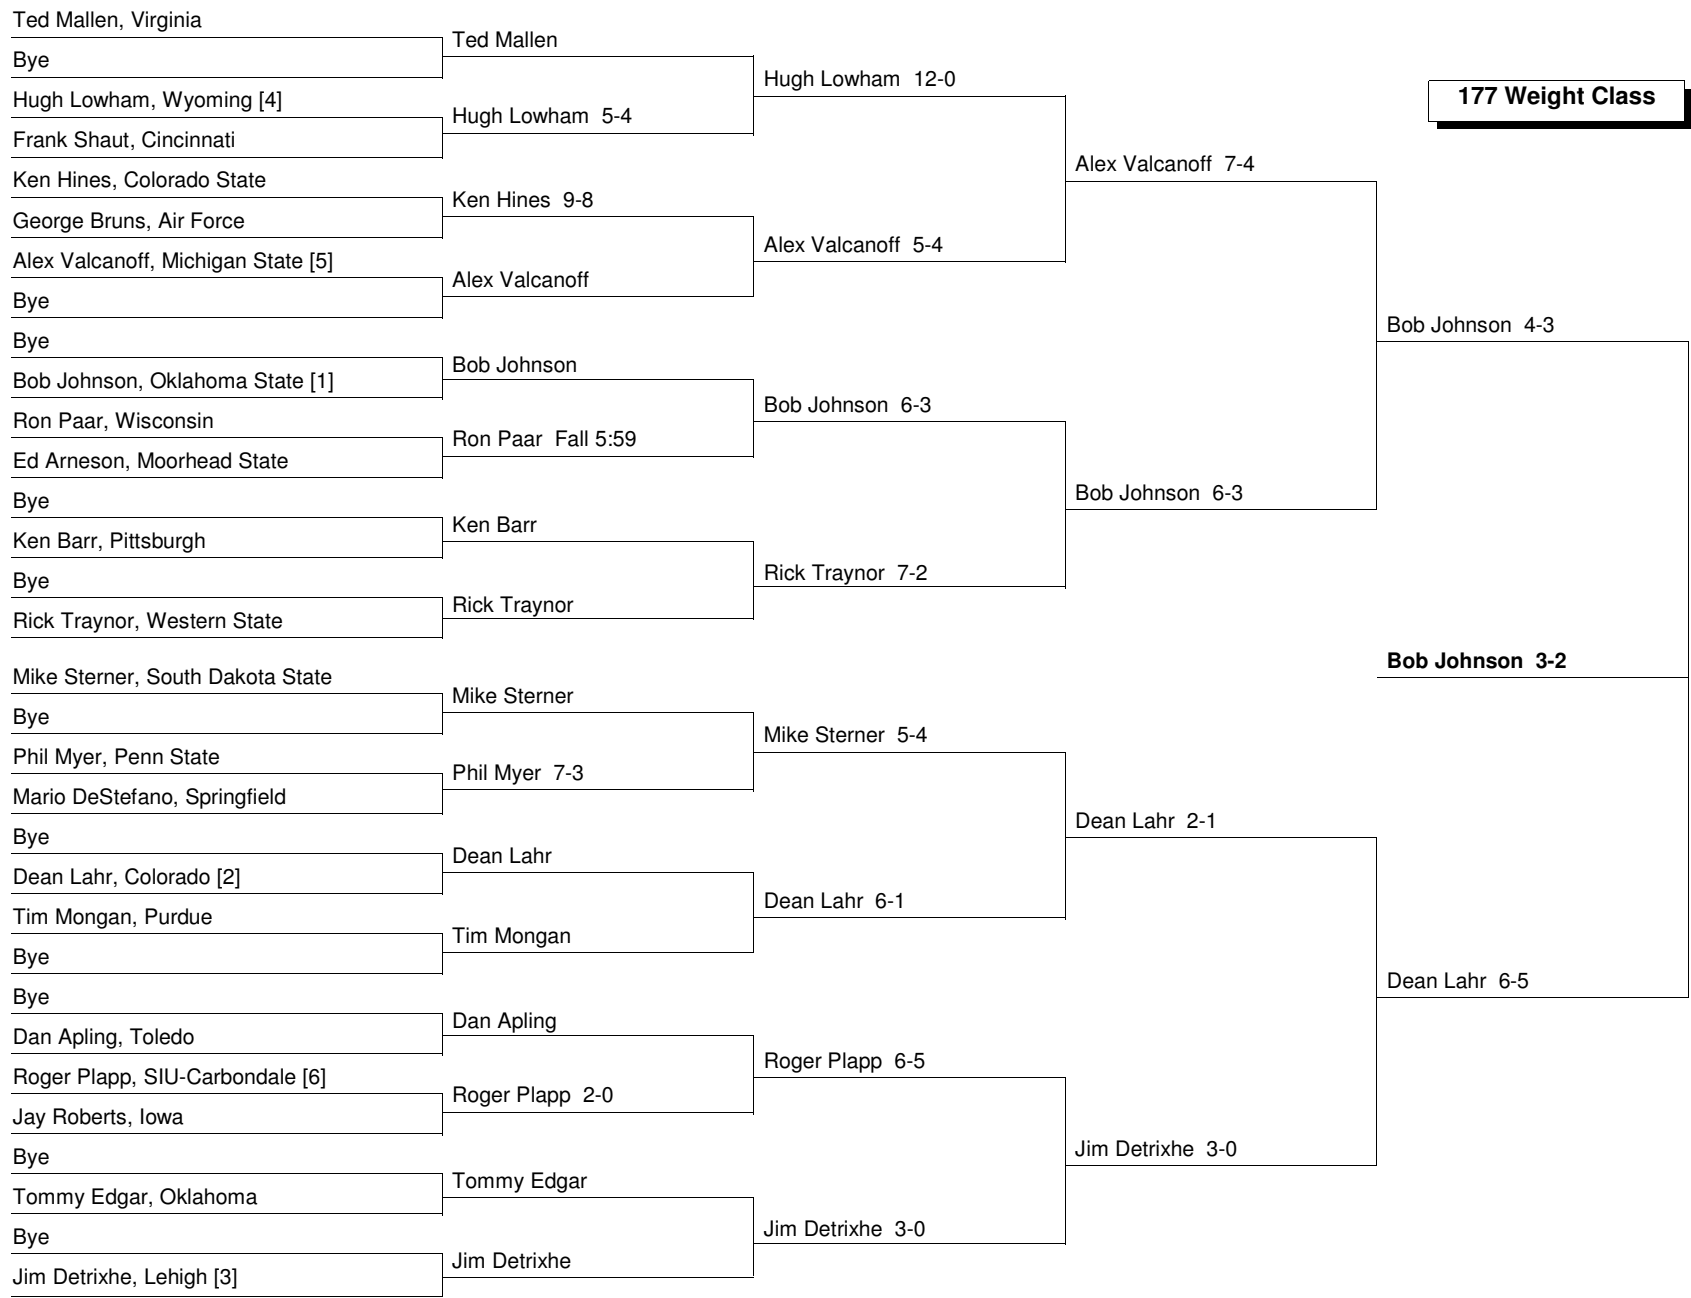 Ted Mallen, Virginia
Bye
Hugh Lowham, Wyoming [4]
Frank Shaut, Cincinnati
Ken Hines, Colorado State
George Bruns, Air Force
Alex Valcanoff, Michigan State [5]
Bye
Bye
Bob Johnson, Oklahoma State [1]
Ron Paar, Wisconsin
Ed Arneson, Moorhead State
Bye
Ken Barr, Pittsburgh
Bye
Rick Traynor, Western State
Mike Sterner, South Dakota State
Bye
Phil Myer, Penn State
Mario DeStefano, Springfield
Bye
Dean Lahr, Colorado [2]
Tim Mongan, Purdue
Bye
Bye
Dan Apling, Toledo
Roger Plapp, SIU-Carbondale [6]
Jay Roberts, Iowa
Bye
Tommy Edgar, Oklahoma
Bye
Jim Detrixhe, Lehigh [3]
Ted Mallen
Hugh Lowham 5-4
Ken Hines 9-8
Alex Valcanoff
Bob Johnson
Ron Paar Fall 5:59
Ken Barr
Rick Traynor
Mike Sterner
Phil Myer 7-3
Dean Lahr
Tim Mongan
Dan Apling
Roger Plapp 2-0
Tommy Edgar
Jim Detrixhe
Hugh Lowham 12-0
Alex Valcanoff 5-4
Bob Johnson 6-3
Rick Traynor 7-2
Mike Sterner 5-4
Dean Lahr 6-1
Roger Plapp 6-5
Jim Detrixhe 3-0
Alex Valcanoff 7-4
Bob Johnson 6-3
Dean Lahr 2-1
Jim Detrixhe 3-0
177 Weight Class
Bob Johnson 4-3
Bob Johnson 3-2
Dean Lahr 6-5